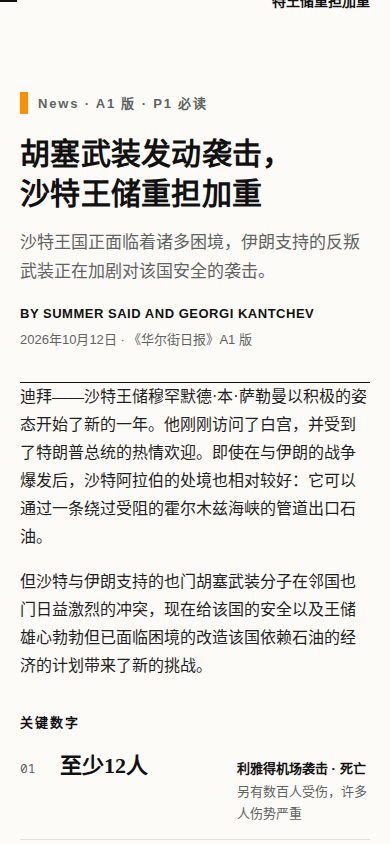 特王储重担加重
News · A1 版 · P1 必读
胡塞武装发动袭击，
沙特王储重担加重
沙特王国正面临着诸多困境，伊朗支持的反叛
武装正在加剧对该国安全的袭击。
BY SUMMER SAID AND GEORGI KANTCHEV
2026年10月12日 · 《华尔街日报》A1 版
迪拜——沙特王储穆罕默德·本·萨勒曼以积极的姿
态开始了新的一年。他刚刚访问了白宫，并受到
了特朗普总统的热情欢迎。即使在与伊朗的战争
爆发后，沙特阿拉伯的处境也相对较好：它可以
通过一条绕过受阻的霍尔木兹海峡的管道出口石
油。
但沙特与伊朗支持的也门胡塞武装分子在邻国也
门日益激烈的冲突，现在给该国的安全以及王储
雄心勃勃但已面临困境的改造该国依赖石油的经
济的计划带来了新的挑战。
关键数字
01 至少12人 利雅得机场袭击 · 死亡
另有数百人受伤，许多
人伤势严重